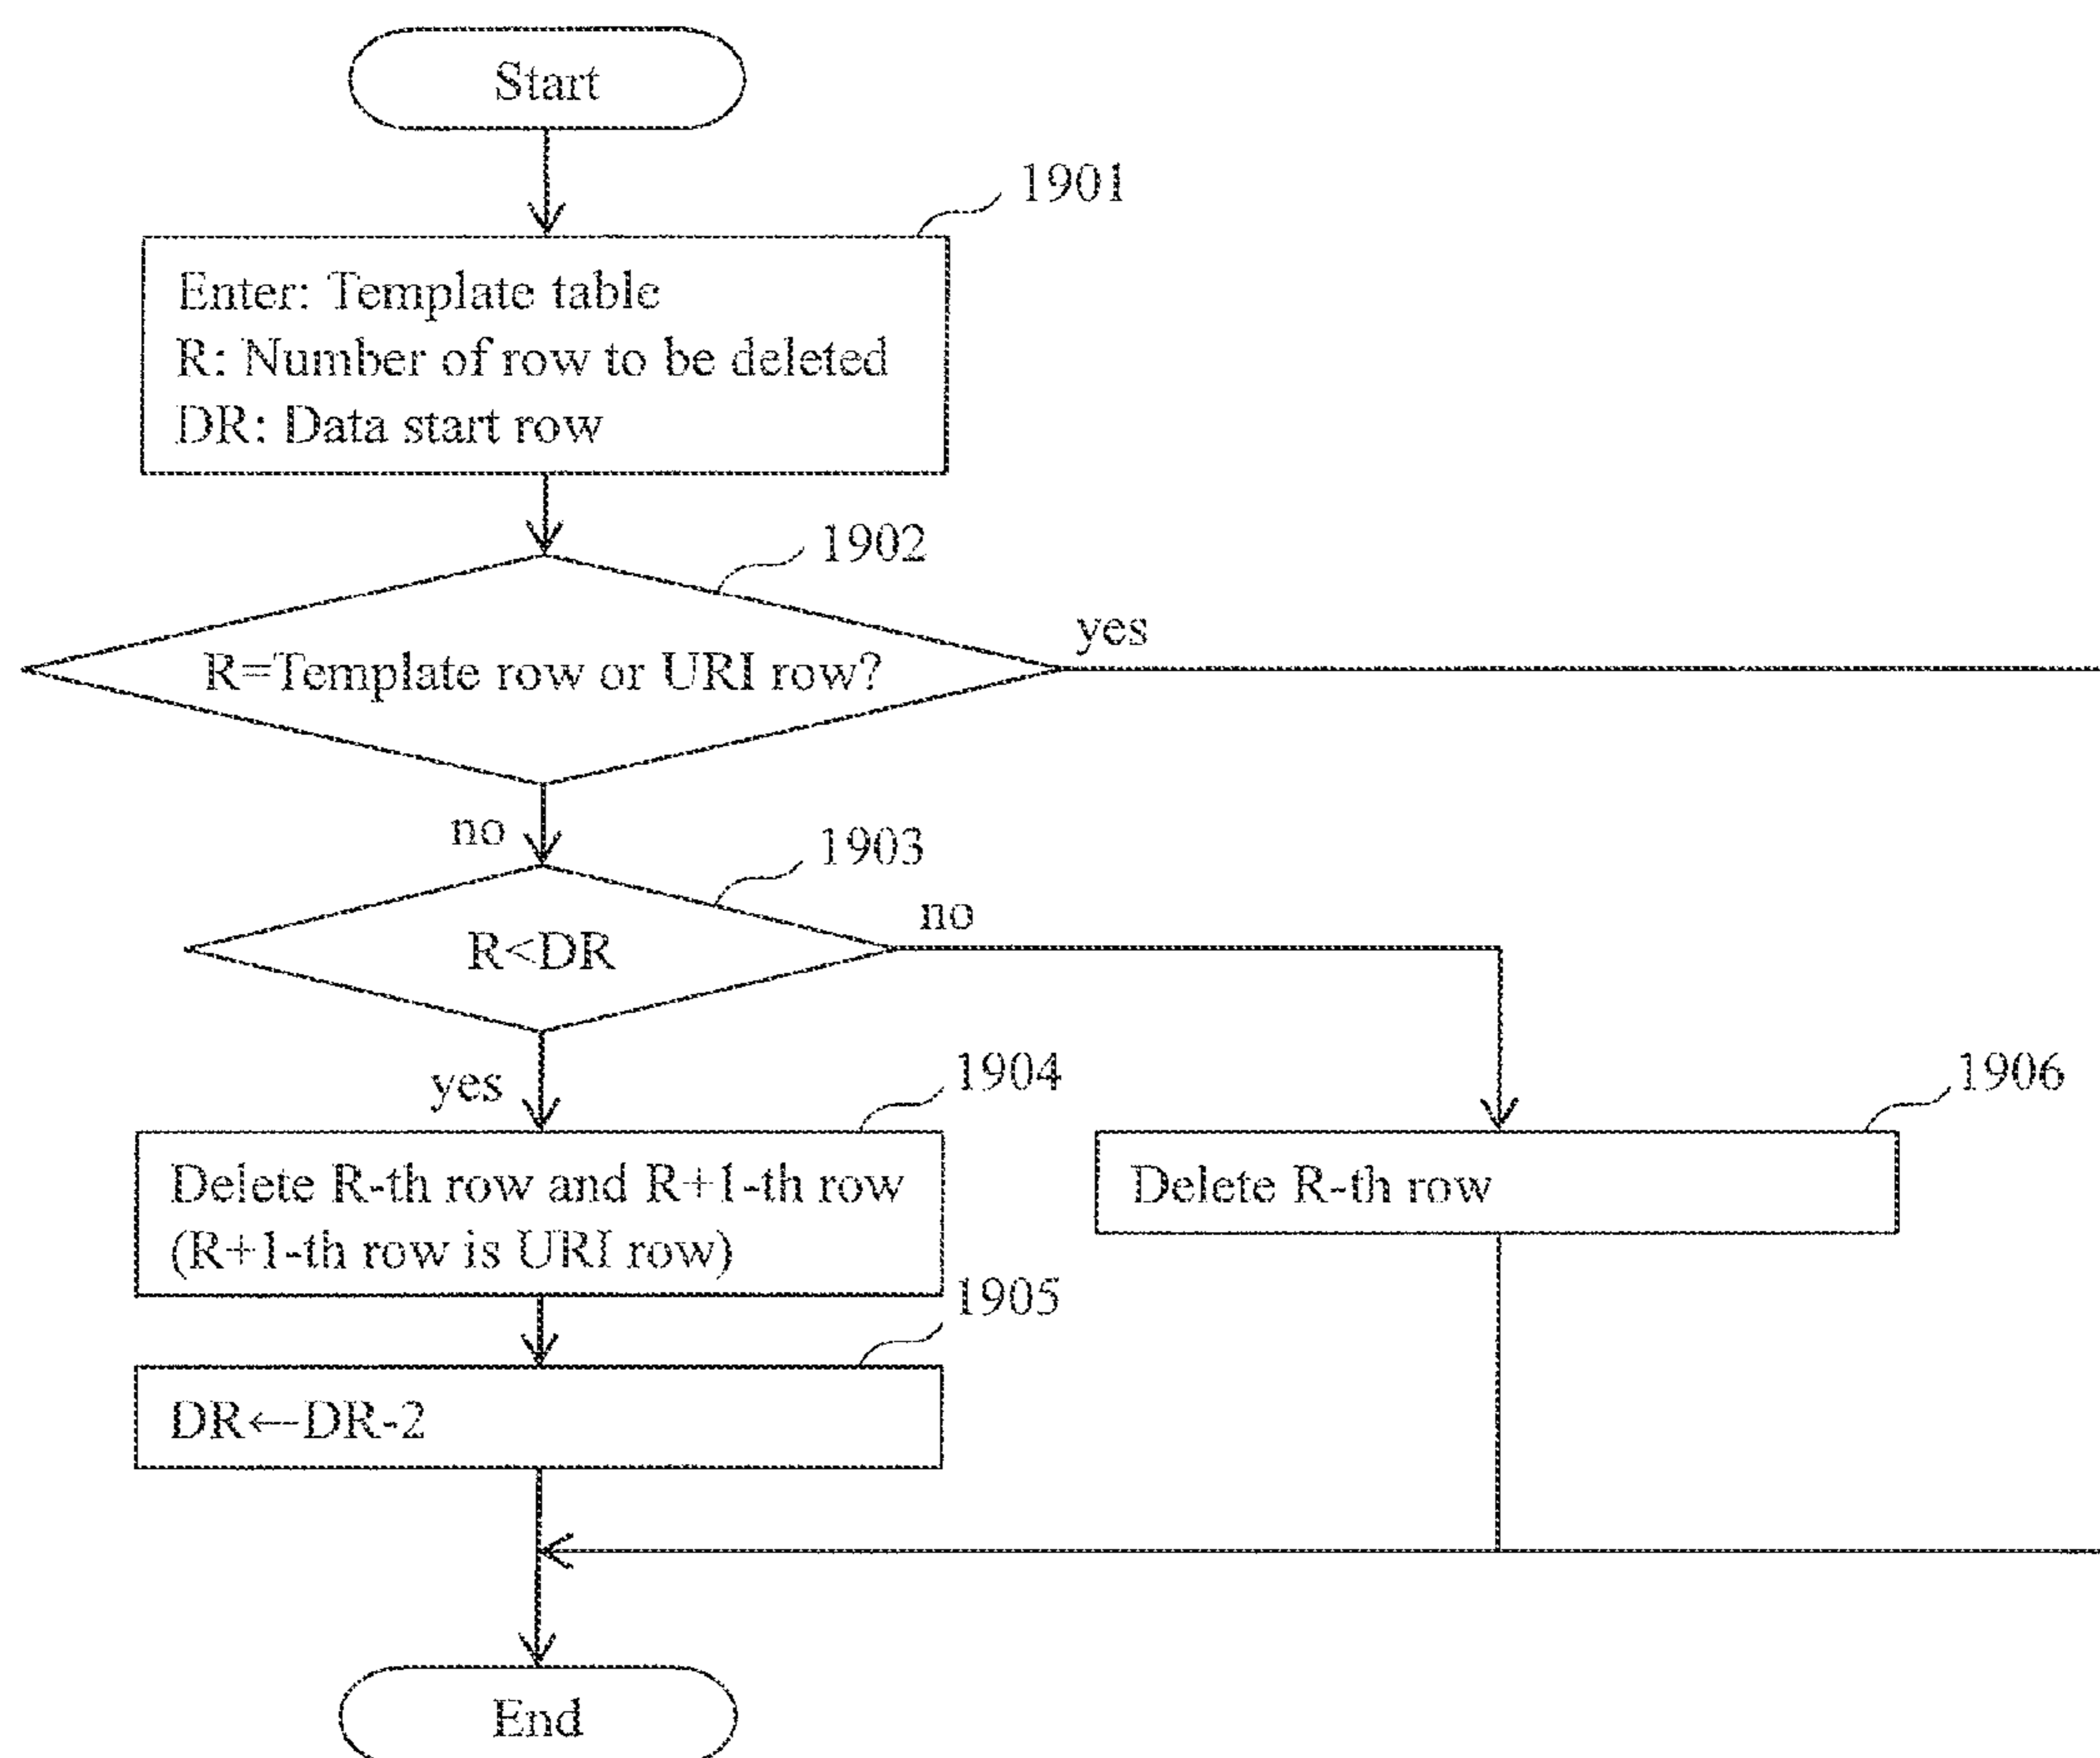 Start
1901
Enter: Template table
R: Number of row to be deleted
DR: Data start row
1902
R=Template row or URI row?
yes
no
1903
R<DR
no
yes
1904
Delete R-th row and R+1-th row
(R+1-th row is URI row)
1906
Delete R-th row
1905
DR←DR-2
End